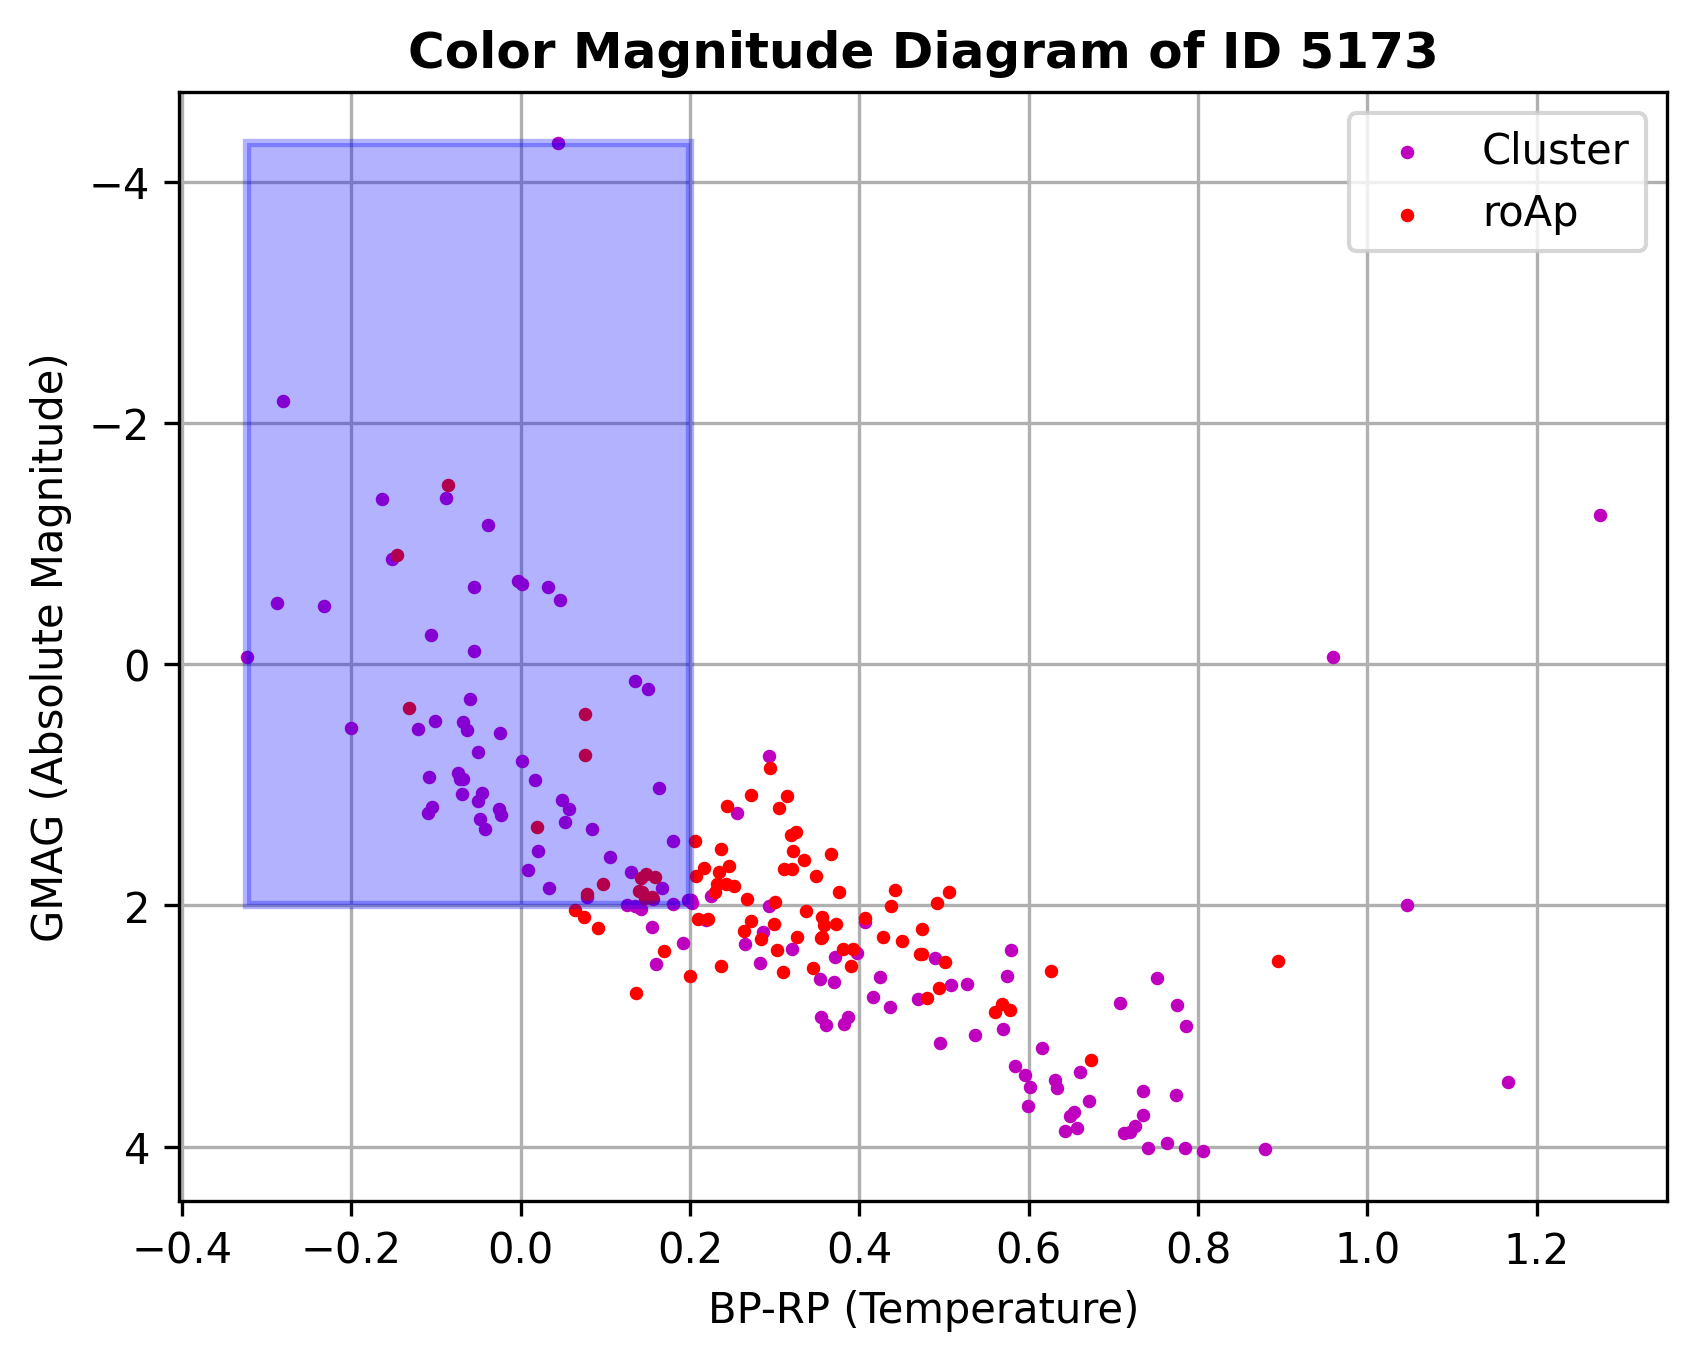 Color Magnitude Diagram of ID 5173
Cluster
roAp
GMAG (Absolute Magnitude)
−4
−2
0
2
4
−0.4 −0.2 0.0 0.2 0.4 0.6 0.8 1.0 1.2
BP-RP (Temperature)